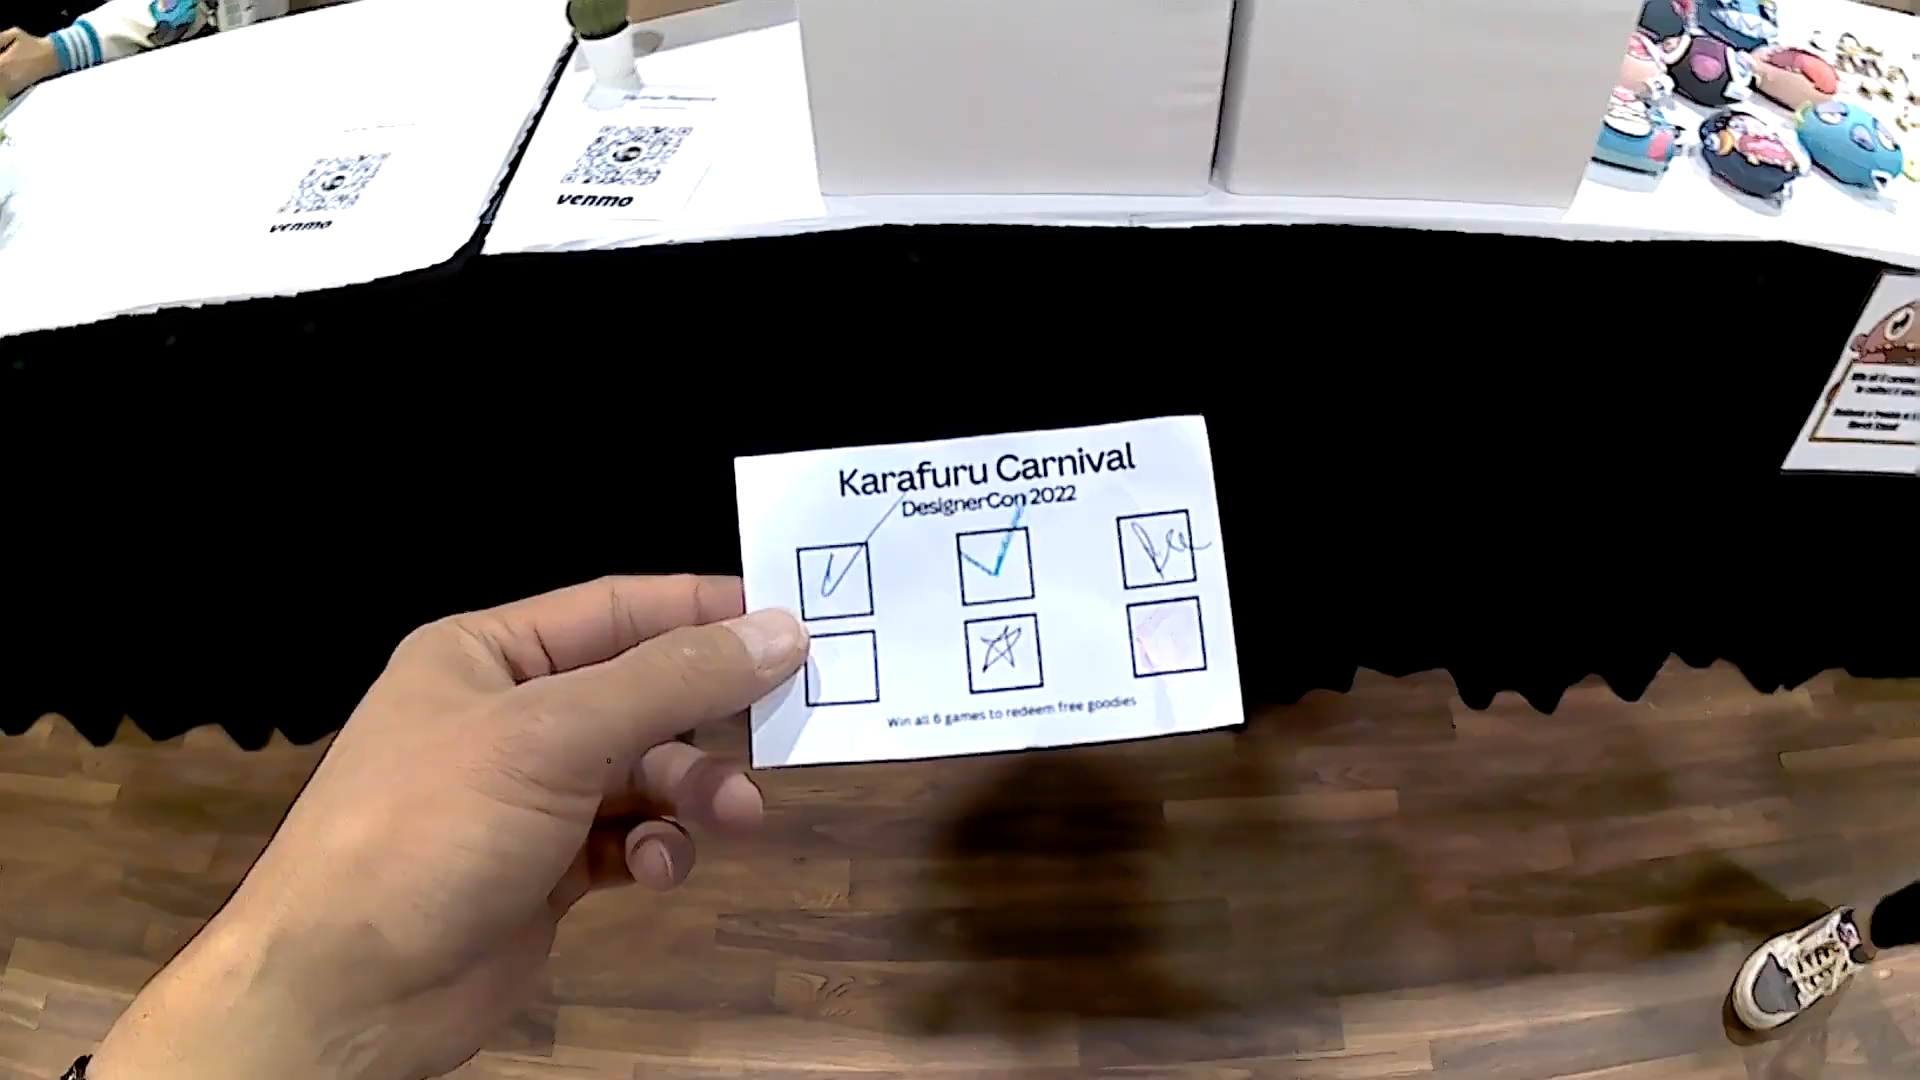 venmo
venmo
Karafuru Carnival
DesignerCon 2022
Win all 6 games to redeem free goodies